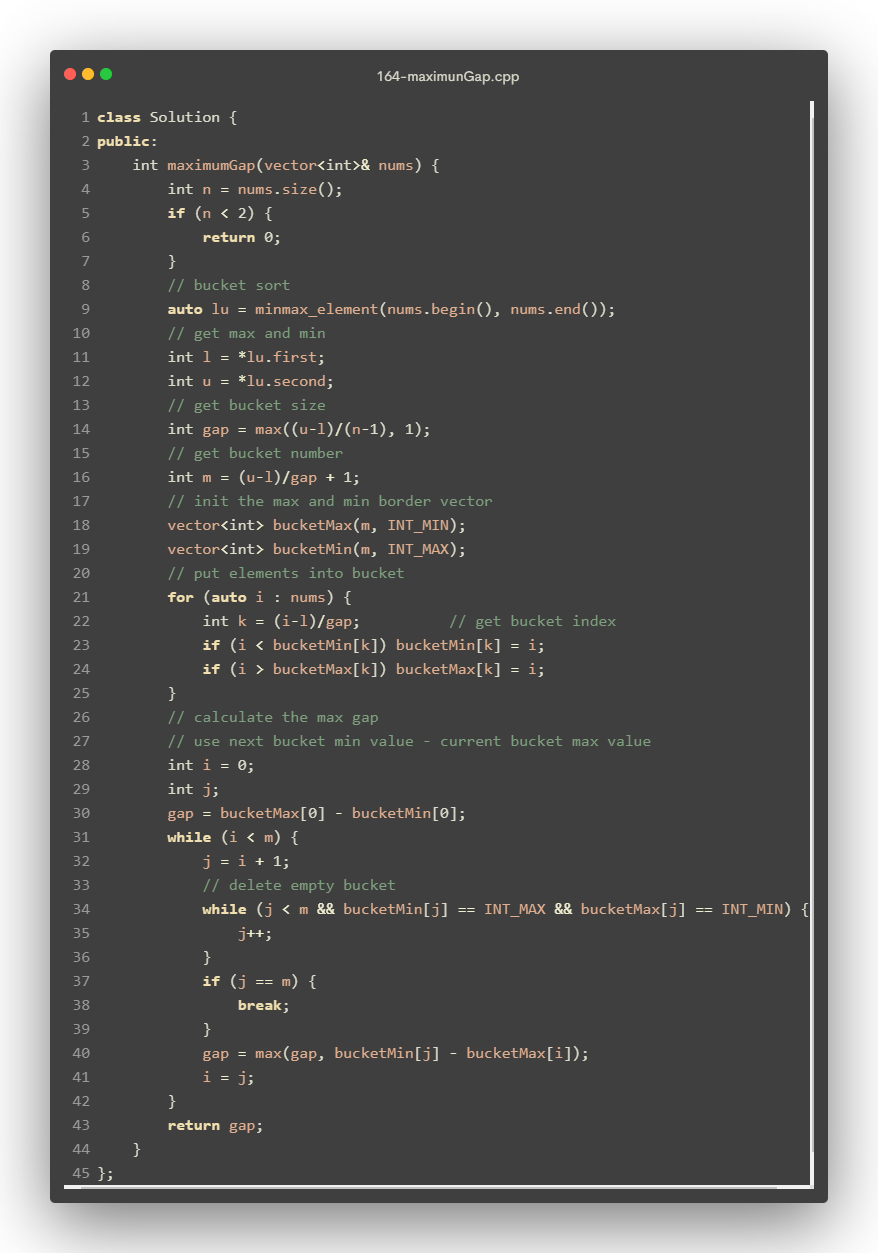 164-maximunGap.cpp
1 class Solution {
2 public:
3     int maximumGap(vector<int>& nums) {
4         int n = nums.size();
5         if (n < 2) {
6             return 0;
7         }
8         // bucket sort
9         auto lu = minmax_element(nums.begin(), nums.end());
10         // get max and min
11         int l = *lu.first;
12         int u = *lu.second;
13         // get bucket size
14         int gap = max((u-l)/(n-1), 1);
15         // get bucket number
16         int m = (u-l)/gap + 1;
17         // init the max and min border vector
18         vector<int> bucketMax(m, INT_MIN);
19         vector<int> bucketMin(m, INT_MAX);
20         // put elements into bucket
21         for (auto i : nums) {
22             int k = (i-l)/gap;          // get bucket index
23             if (i < bucketMin[k]) bucketMin[k] = i;
24             if (i > bucketMax[k]) bucketMax[k] = i;
25         }
26         // calculate the max gap
27         // use next bucket min value - current bucket max value
28         int i = 0;
29         int j;
30         gap = bucketMax[0] - bucketMin[0];
31         while (i < m) {
32             j = i + 1;
33             // delete empty bucket
34             while (j < m && bucketMin[j] == INT_MAX && bucketMax[j] == INT_MIN) {
35                 j++;
36             }
37             if (j == m) {
38                 break;
39             }
40             gap = max(gap, bucketMin[j] - bucketMax[i]);
41             i = j;
42         }
43         return gap;
44     }
45 };